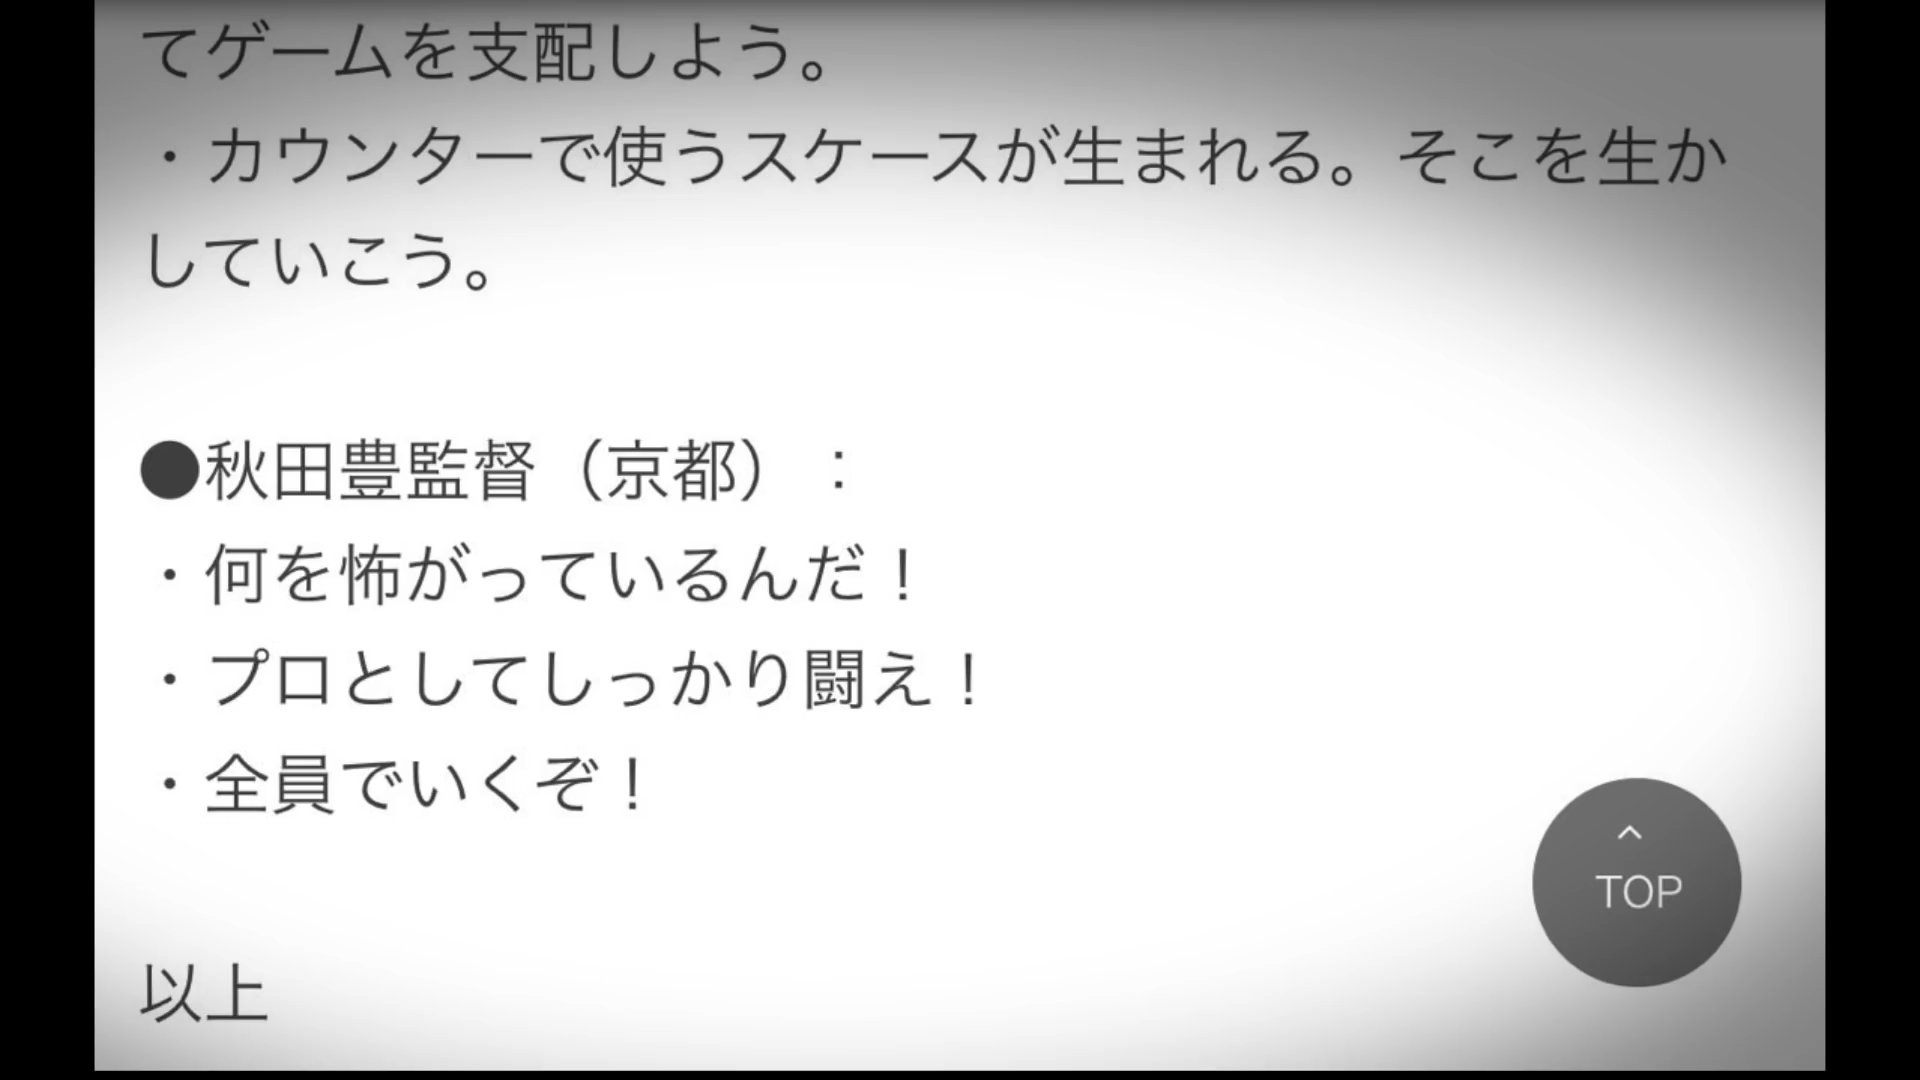 てゲームを支配しよう。
・カウンターで使うスケースが生まれる。そこを生か
していこう。
●秋田豊監督（京都）：
・何を怖がっているんだ！
・プロとしてしっかり闘え！
・全員でいくぞ！
TOP
以上